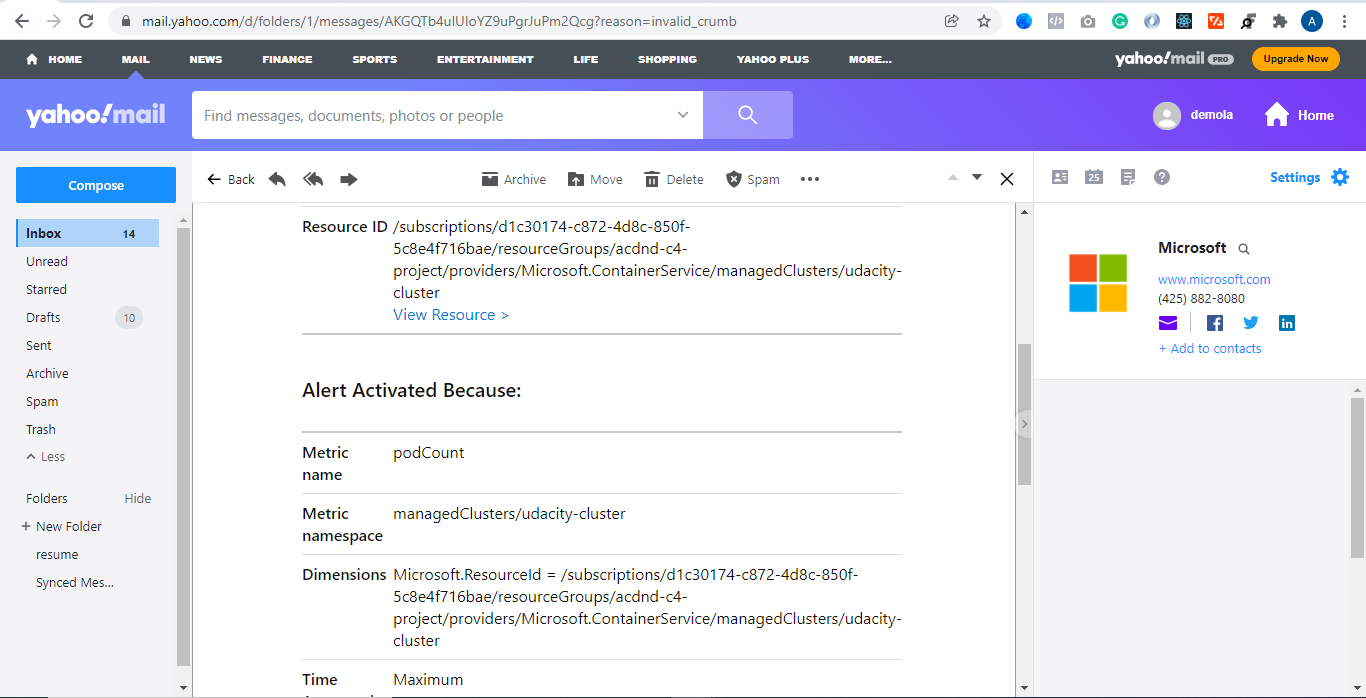 mail.yahoo.com/d/folders/1/messages/AKGQTb4uIUIoYZ9uPgrJuPm2Qcg?reason=invalid_crumb
A
HOME MAIL NEWS FINANCE SPORTS ENTERTAINMENT LIFE SHOPPING YAHOO PLUS MORE... yahoo!mail PRO Upgrade Now
yahoo!mail Find messages, documents, photos or people demola Home
Compose
Back Archive Move Delete Spam 25 Settings
Inbox 14
Unread
Starred
Drafts 10
Sent
Archive
Spam
Trash
Less
Folders Hide
+ New Folder
resume
Synced Mes...
Resource ID /subscriptions/d1c30174-c872-4d8c-850f-
5c8e4f716bae/resourceGroups/acdnd-c4-
project/providers/Microsoft.ContainerService/managedClusters/udacity-
cluster
View Resource >
Alert Activated Because:
Metric name podCount
Metric namespace managedClusters/udacity-cluster
Dimensions Microsoft.ResourceId = /subscriptions/d1c30174-c872-4d8c-850f-
5c8e4f716bae/resourceGroups/acdnd-c4-
project/providers/Microsoft.ContainerService/managedClusters/udacity-
cluster
Time Maximum
Microsoft
www.microsoft.com
(425) 882-8080
+ Add to contacts